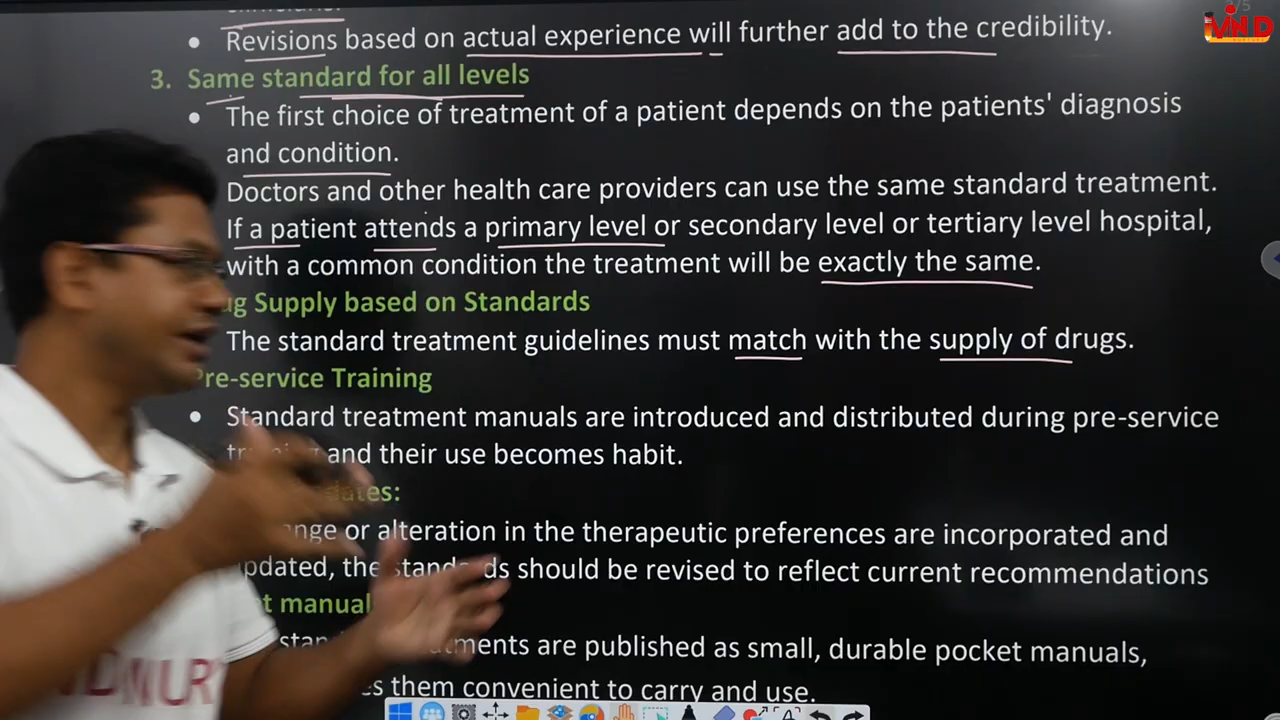 • Revisions based on actual experience will further add to the credibility.
3. Same standard for all levels
• The first choice of treatment of a patient depends on the patients' diagnosis
and condition.
Doctors and other health care providers can use the same standard treatment.
If a patient attends a primary level or secondary level or tertiary level hospital,
with a common condition the treatment will be exactly the same.
Supply based on Standards
The standard treatment guidelines must match with the supply of drugs.
Pre-service Training
• Standard treatment manuals are introduced and distributed during pre-service
and their use becomes habit.
or alteration in the therapeutic preferences are incorporated and
the standards should be revised to reflect current recommendations
manual
are published as small, durable pocket manuals,
them convenient to carry and use.